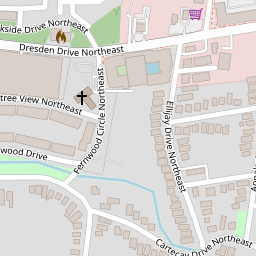 kside Drive Northeast
Dresden Drive Northeast
tree View Northeast
Fernwood Circle Northeast
Ellijay Drive Northeast
wood Drive
Cartecay Drive Northeast